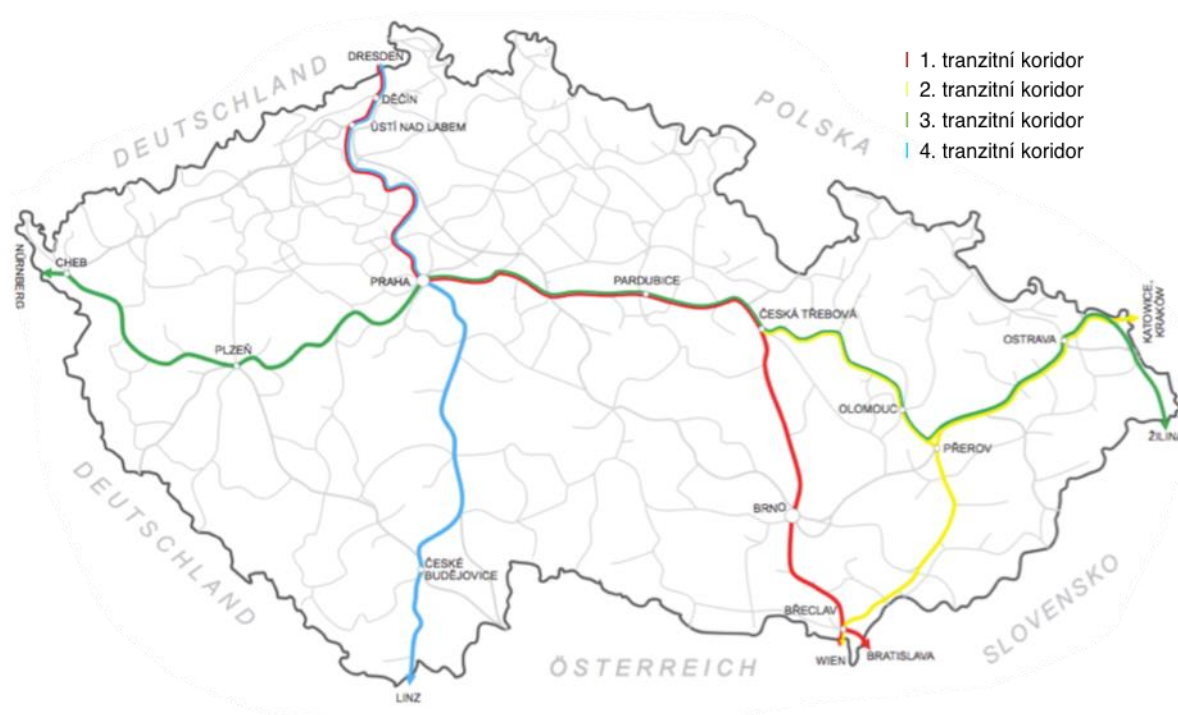 1. tranzitní koridor
2. tranzitní koridor
3. tranzitní koridor
4. tranzitní koridor
DEUTSCHLAND
POLSKA
DRESDEN
DĚČÍN
ÚSTÍ NAD LABEM
NÜRNBERG
CHEB
PRAHA
PARDUBICE
ČESKÁ TŘEBOVÁ
KATOWICE,
KRAKÓW
OSTRAVA
PLZEŇ
OLOMOUC
PŘEROV
ŽILINA
DEUTSCHLAND
BRNO
ČESKÉ
BUDĚJOVICE
BŘECLAV
SLOVENSKO
WIEN
BRATISLAVA
ÖSTERREICH
LINZ